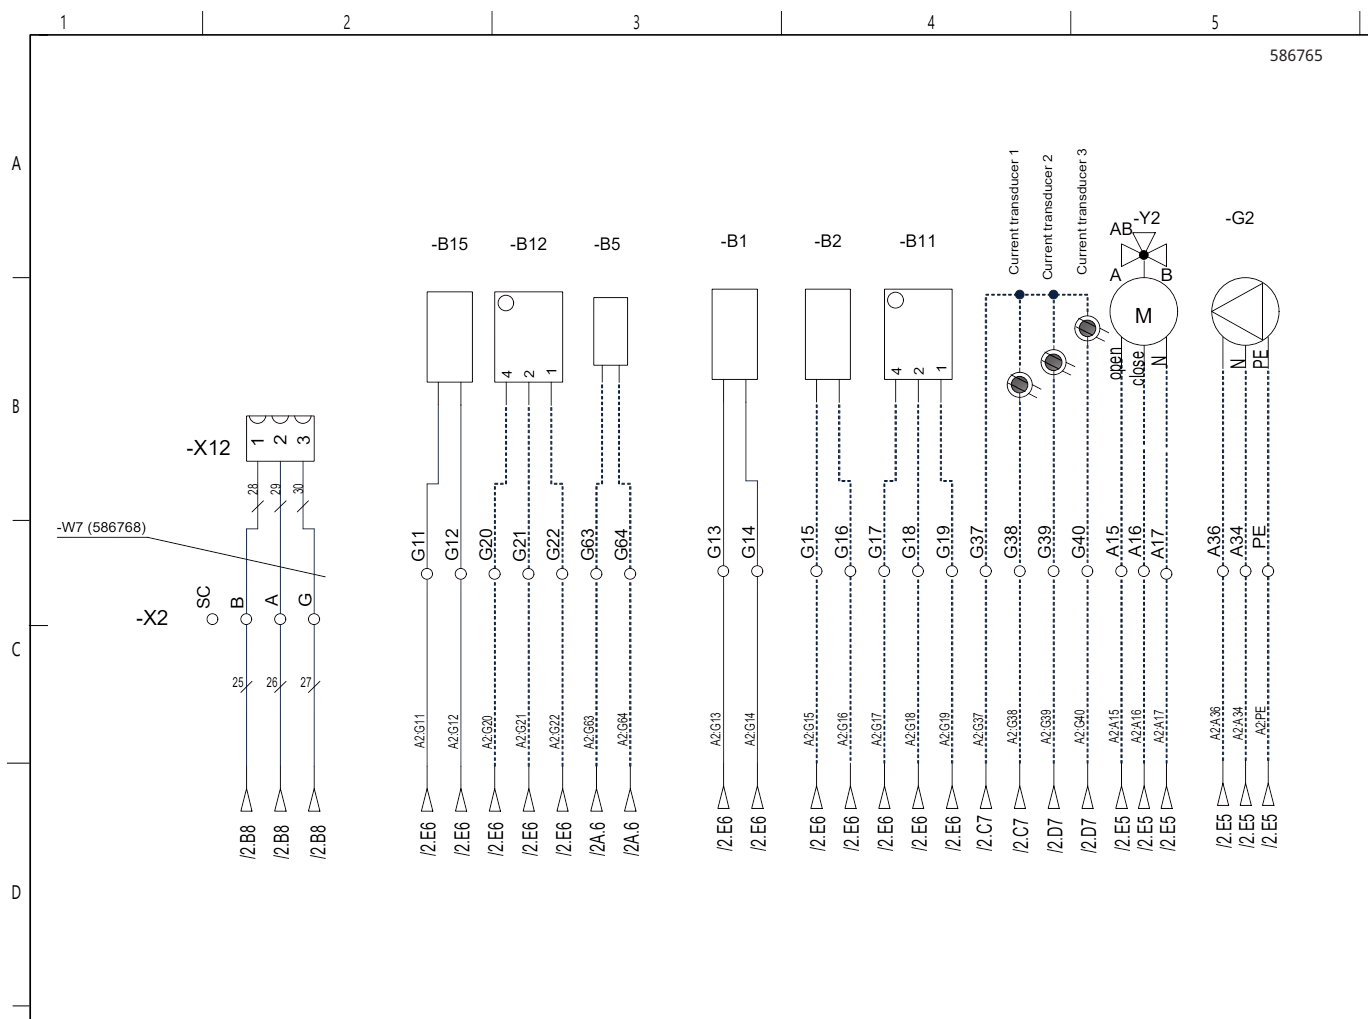 1 2 3 4 5
586765
A
Current transducer 1
Current transducer 2
Current transducer 3
-B15 -B12 -B5 -B1 -B2 -B11 -Y2 -G2
AB
A B
M
4 2 1
4 2 1
open
close
N
N
PE
B
-X12 1 2 3
28 29 30
-W7 (586768)
G11 G12 G20 G21 G22 G63 G64 G13 G14 G15 G16 G17 G18 G19 G37 G38 G39 G40 A15 A16 A17 A36 A34 PE
-X2 SC B A G
C
25 26 27
A2:G11 A2:G12 A2:G20 A2:G21 A2:G22 A2:G63 A2:G64 A2:G13 A2:G14 A2:G15 A2:G16 A2:G17 A2:G18 A2:G19 A2:G37 A2:G38 A2:G39 A2:G40 A2:A15 A2:A16 A2:A17 A2:A36 A2:A34 A2:PE
/2.B8 /2.B8 /2.B8 /2.E6 /2.E6 /2.E6 /2.E6 /2.E6 /2A.6 /2A.6 /2.E6 /2.E6 /2.E6 /2.E6 /2.E6 /2.E6 /2.E6 /2.C7 /2.C7 /2.D7 /2.D7 /2.E5 /2.E5 /2.E5 /2.E5 /2.E5 /2.E5
D